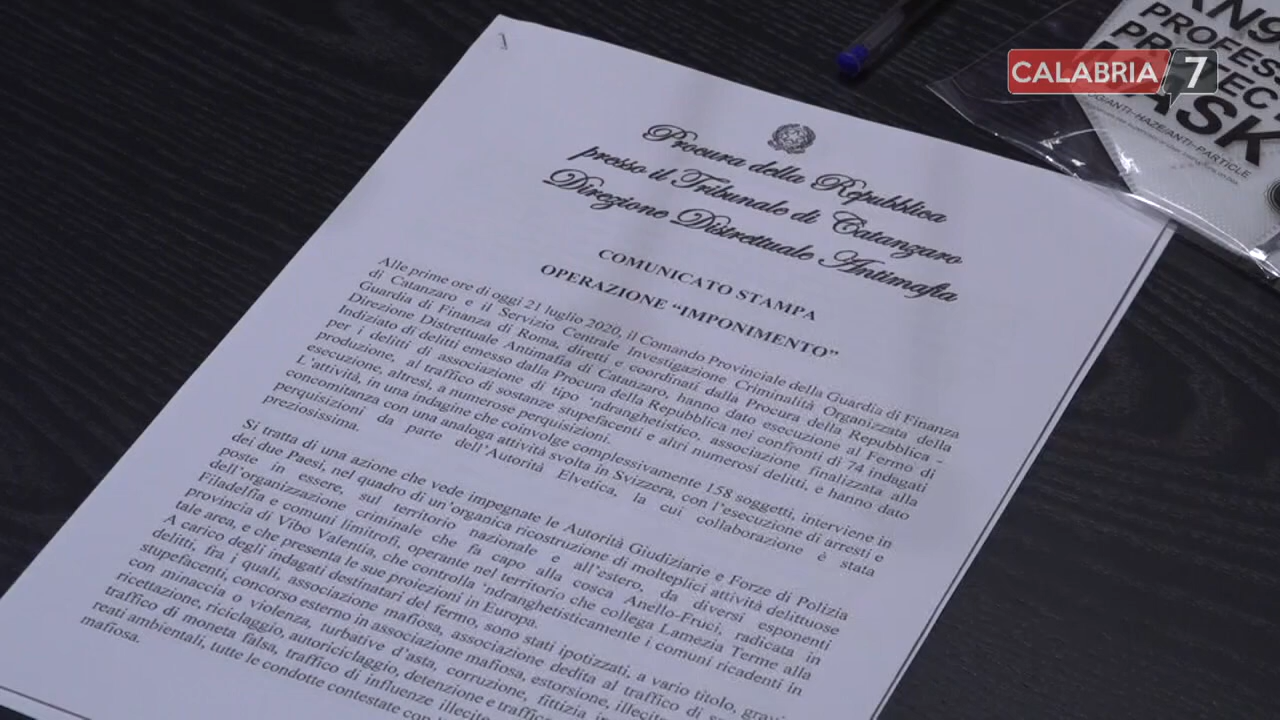 CALABRIA 7
PROFESS
PROTECT
MASK
OG/ANTI-HAZE/ANTI-PARTICLE
Procura della Repubblica
presso il Tribunale di Catanzaro
Direzione Distrettuale Antimafia
COMUNICATO STAMPA
OPERAZIONE “IMPONIMENTO”
Alle prime ore di oggi 21 luglio 2020, il Comando Provinciale della Guardia di Finanza
di Catanzaro e il Servizio Centrale Investigazione Criminalità Organizzata della
Guardia di Finanza di Roma, diretti e coordinati dalla Procura della Repubblica -
Direzione Distrettuale Antimafia di Catanzaro, hanno dato esecuzione al Fermo di
Indiziato di delitti emesso dalla Procura della Repubblica nei confronti di 74 indagati
per i delitti di associazione di tipo ‘ndranghetistico, associazione finalizzata alla
produzione, al traffico di sostanze stupefacenti e altri numerosi delitti, e hanno dato
esecuzione, altresì, a numerose perquisizioni.
L’attività, in una indagine che coinvolge complessivamente 158 soggetti, interviene in
concomitanza con una analoga attività svolta in Svizzera, con l’esecuzione di arresti e
perquisizioni da parte dell’Autorità Elvetica, la cui collaborazione è stata
preziosissima.
Si tratta di una azione che vede impegnate le Autorità Giudiziarie e Forze di Polizia
dei due Paesi, nel quadro di un’organica ricostruzione di molteplici attività delittuose
poste in essere, sul territorio nazionale e all’estero, da diversi esponenti
dell’organizzazione criminale che fa capo alla cosca Anello-Fruci, radicata in
Filadelfia e comuni limitrofi, operante nel territorio che collega Lamezia Terme alla
provincia di Vibo Valentia, che controlla ‘ndranghetisticamente i comuni ricadenti in
tale area, e che presenta le sue proiezioni in Europa.
A carico degli indagati destinatari del fermo, sono stati ipotizzati, a vario titolo, gravi
delitti, fra i quali, associazione mafiosa, associazione dedita al traffico di
stupefacenti, concorso esterno in associazione mafiosa, estorsione, illecita
con minaccia o violenza, turbative d’asta, corruzione, fittizia
ricettazione, riciclaggio, autoriciclaggio, detenzione e
traffico di moneta falsa, traffico di influenze illecite
reati ambientali, tutte le condotte contestate con
mafiosa.